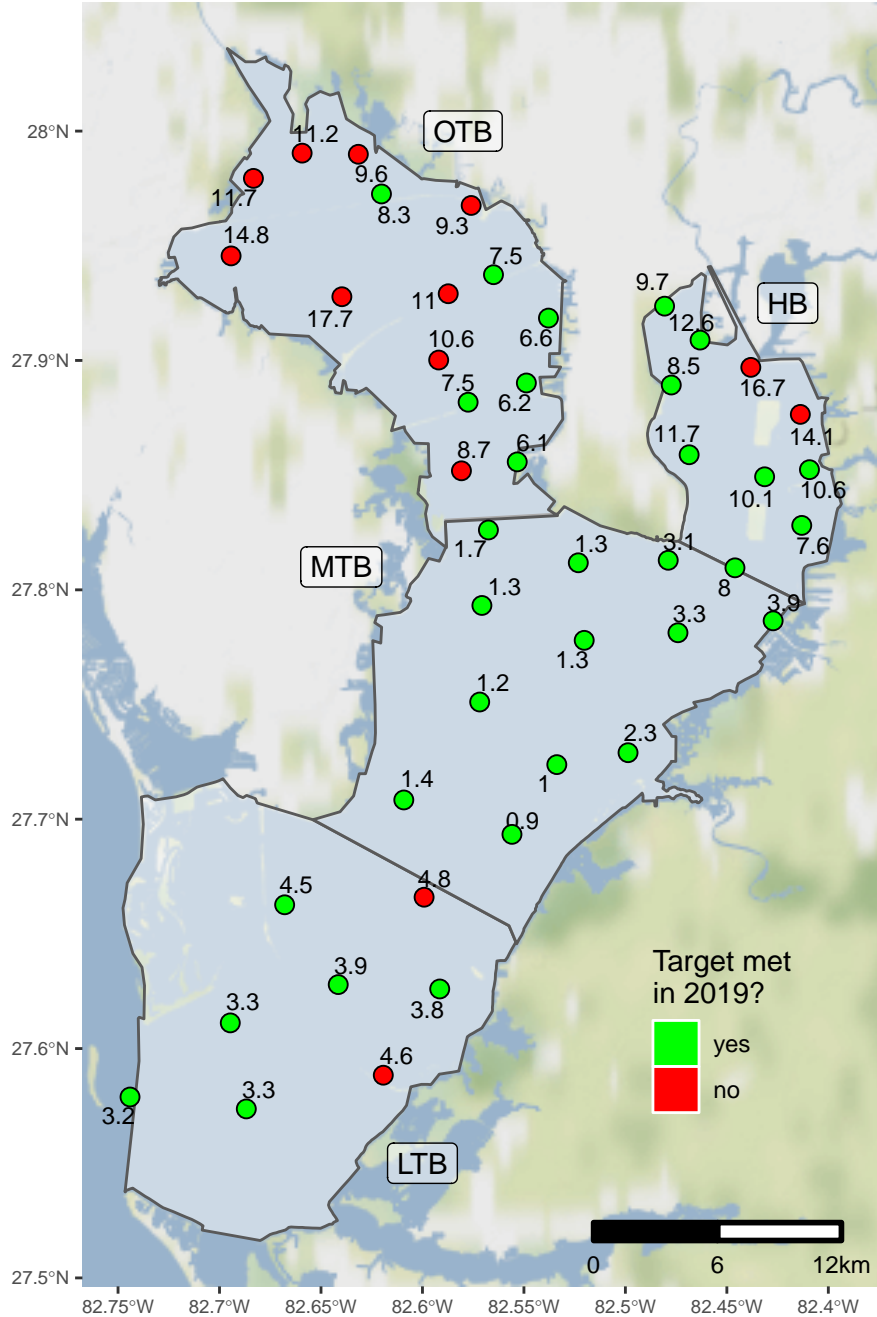 28°N
27.9°N
27.8°N
27.7°N
27.6°N
27.5°N
OTB
11.2
9.6
11.7
8.3
9.3
14.8
7.5
17.7
11
6.6
10.6
7.5
6.2
8.7
6.1
HB
9.7
12.6
8.5
16.7
14.1
11.7
10.1
10.6
7.6
8
MTB
1.7
1.3
3.1
1.3
3.9
3.3
1.3
1.2
2.3
1
1.4
0.9
4.8
4.5
3.9
3.8
3.3
4.6
3.3
3.2
LTB
Target met
in 2019?
yes
no
0 6 12km
82.75°W 82.7°W 82.65°W 82.6°W 82.55°W 82.5°W 82.45°W 82.4°W